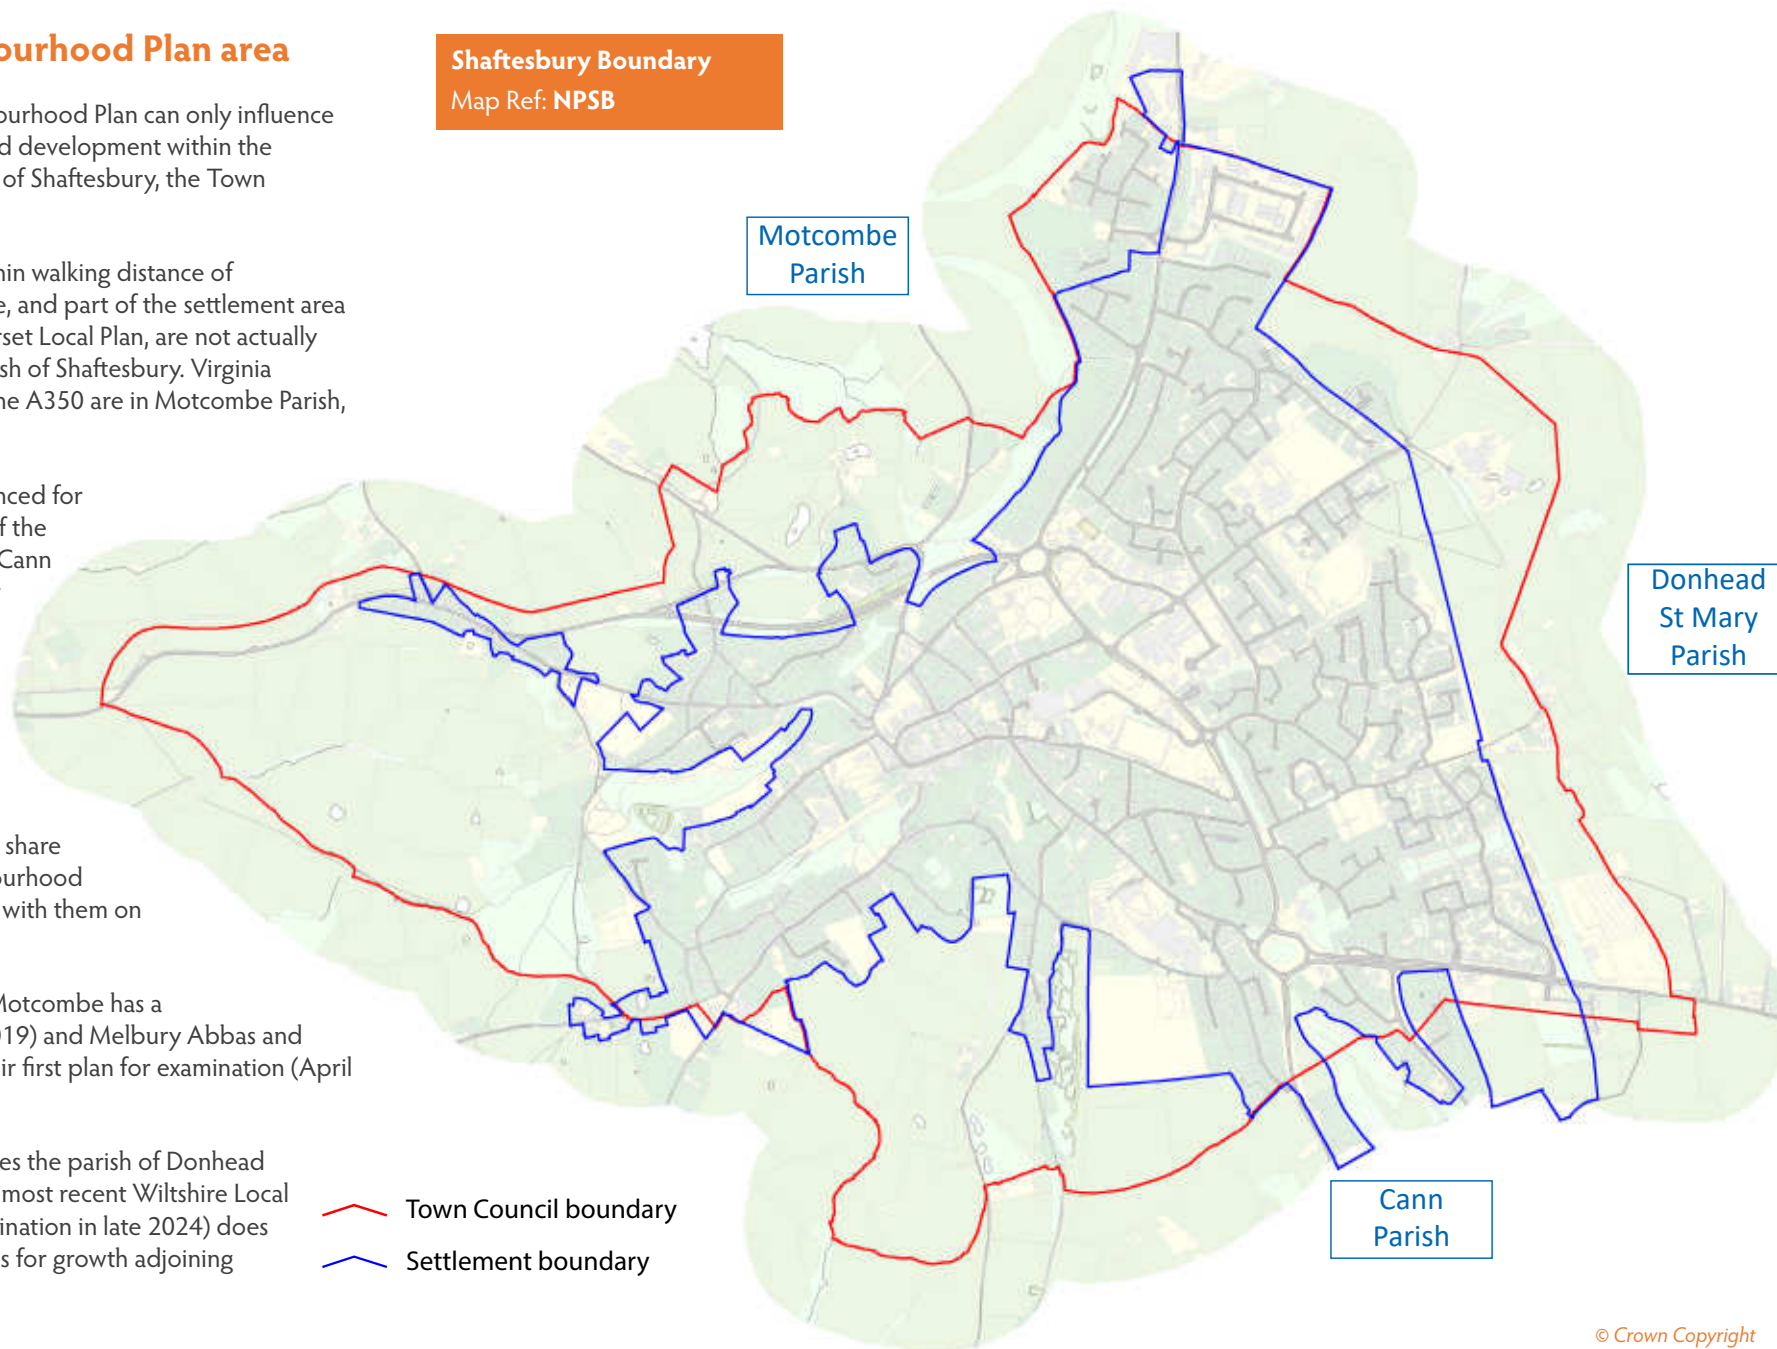 ourhood Plan area
ourhood Plan can only influence
d development within the
of Shaftesbury, the Town
hin walking distance of
e, and part of the settlement area
rset Local Plan, are not actually
sh of Shaftesbury. Virginia
he A350 are in Motcombe Parish,
nced for
f the
Cann
share
ourhood
with them on
Motcombe has a
019) and Melbury Abbas and
ir first plan for examination (April
es the parish of Donhead
most recent Wiltshire Local
ination in late 2024) does
s for growth adjoining
Shaftesbury Boundary
Map Ref: NPSB
Motcombe
Parish
Donhead
St Mary
Parish
Cann
Parish
Town Council boundary
Settlement boundary
© Crown Copyright